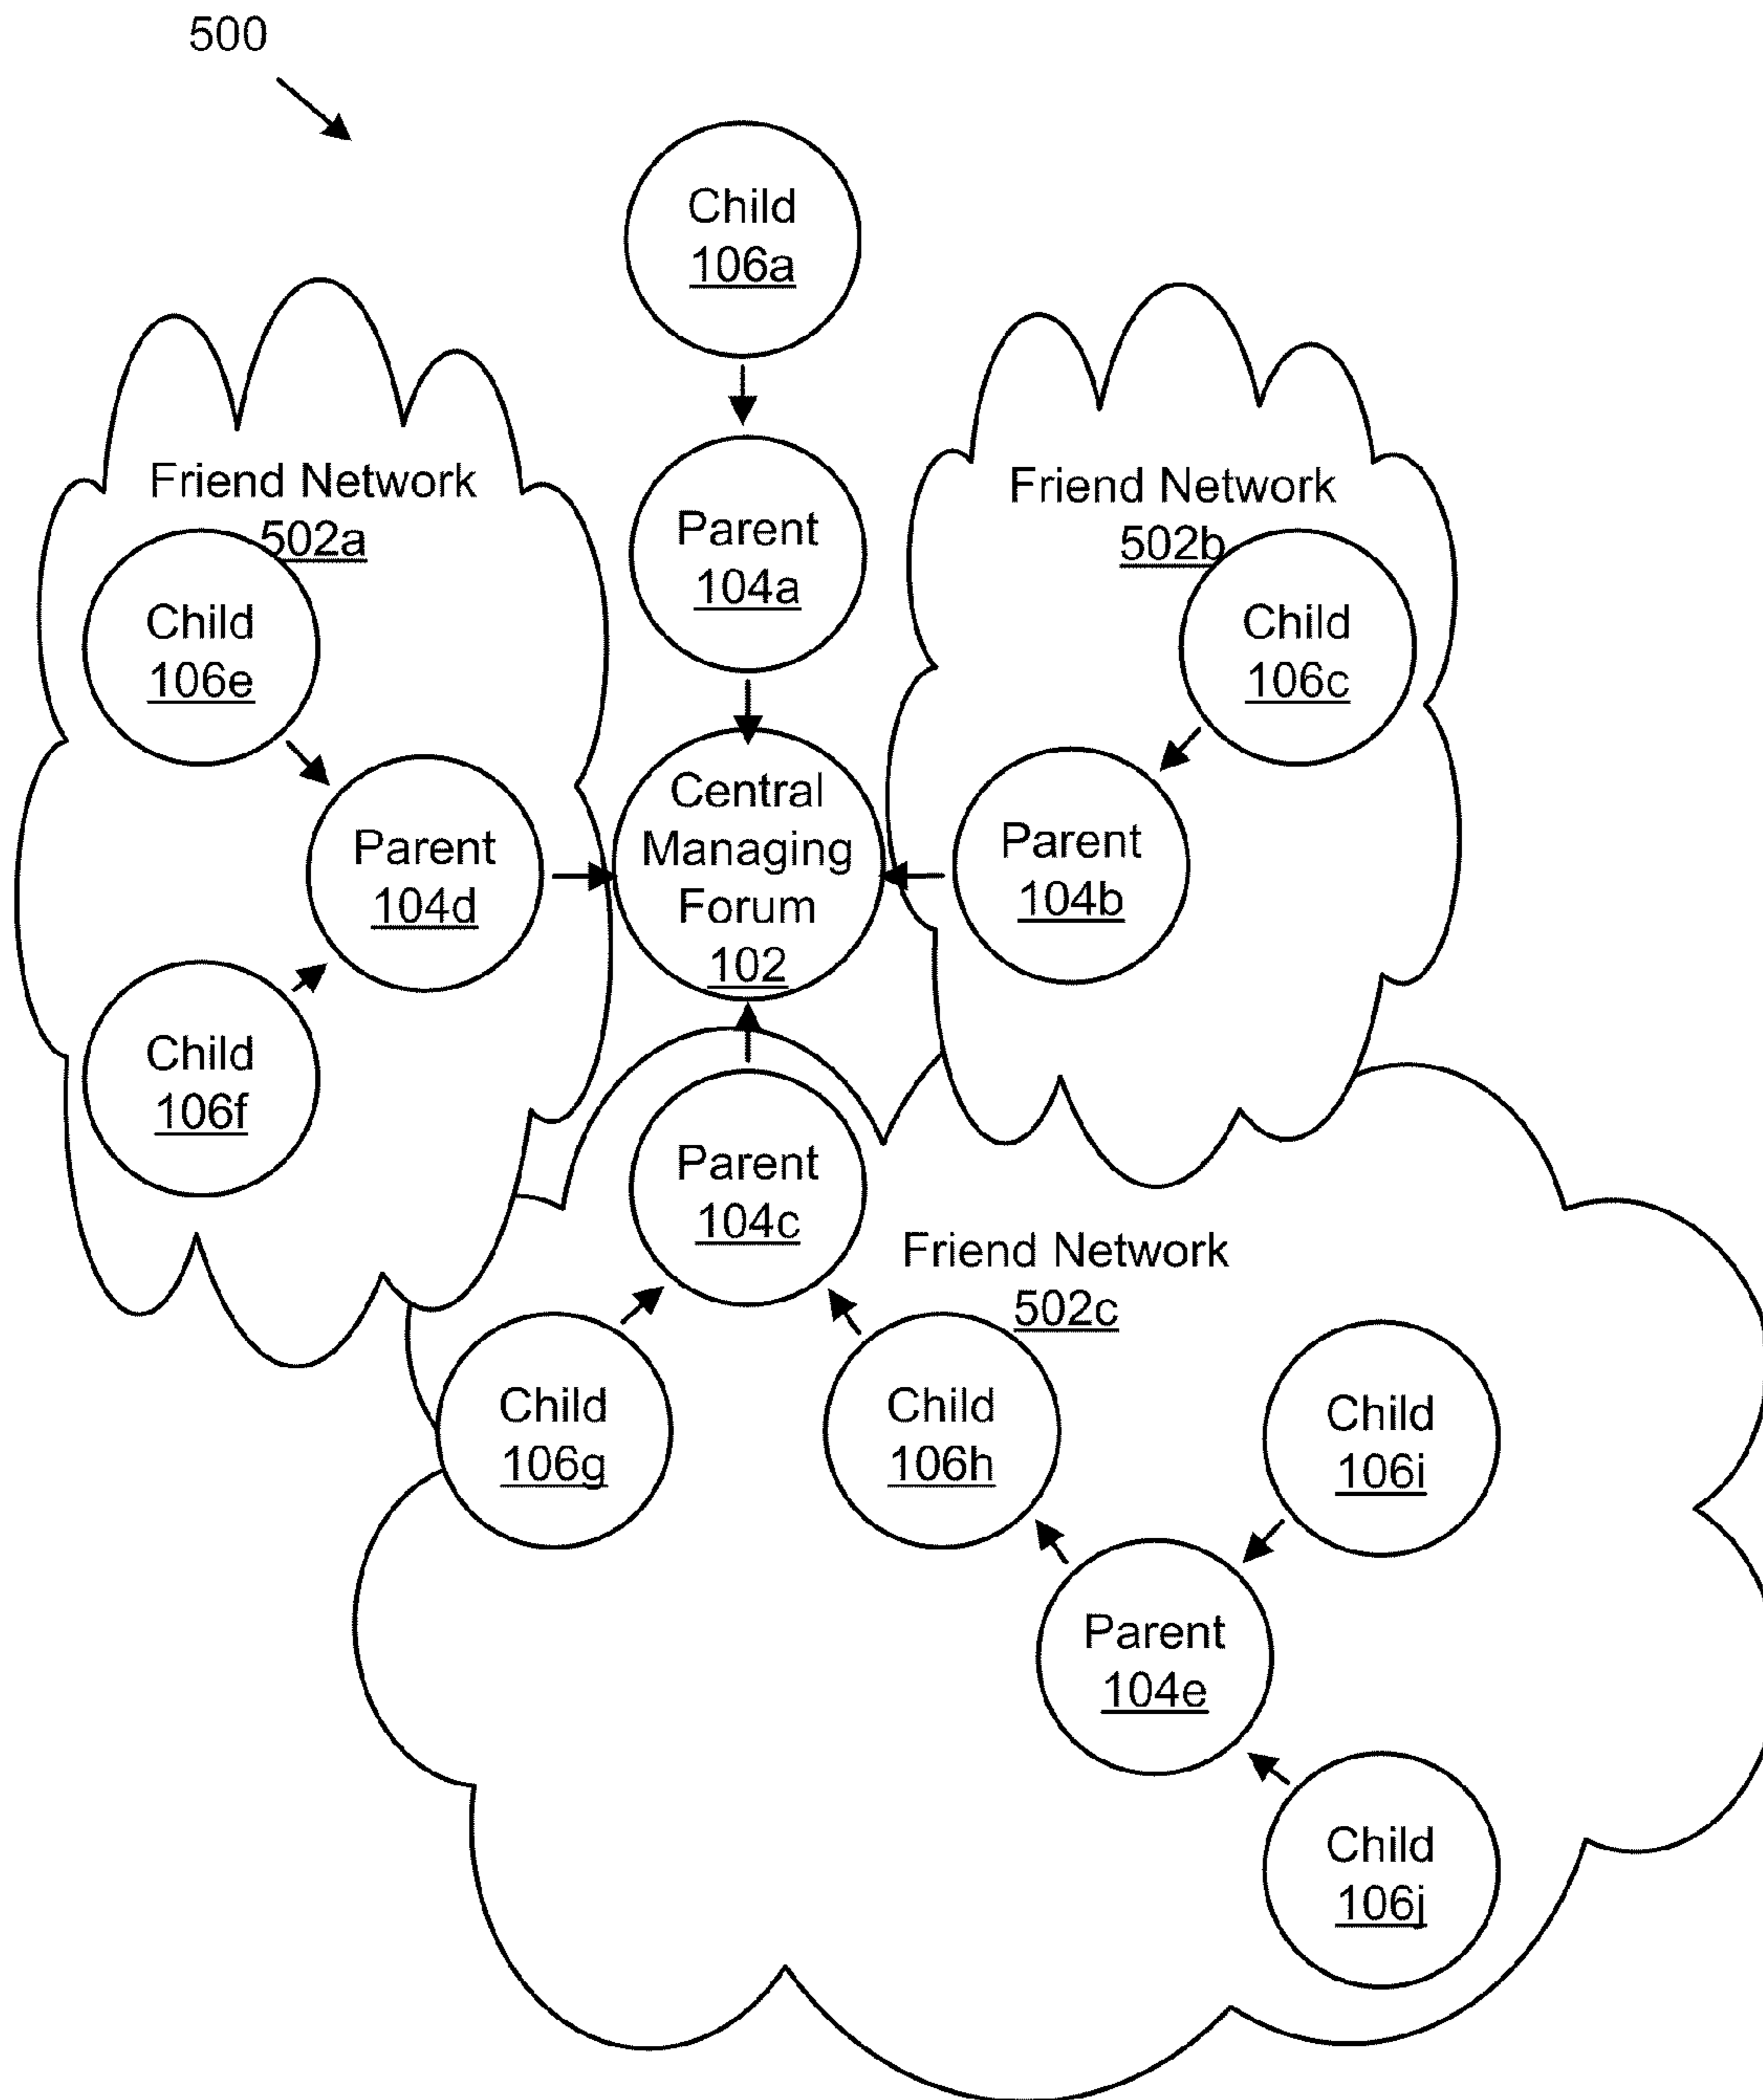 500
Child
106a
Friend Network
502a
Parent
104a
Friend Network
502b
Child
106e
Child
106c
Parent
104d
Central
Managing
Forum
102
Parent
104b
Child
106f
Parent
104c
Friend Network
502c
Child
106g
Child
106h
Child
106i
Parent
104e
Child
106j